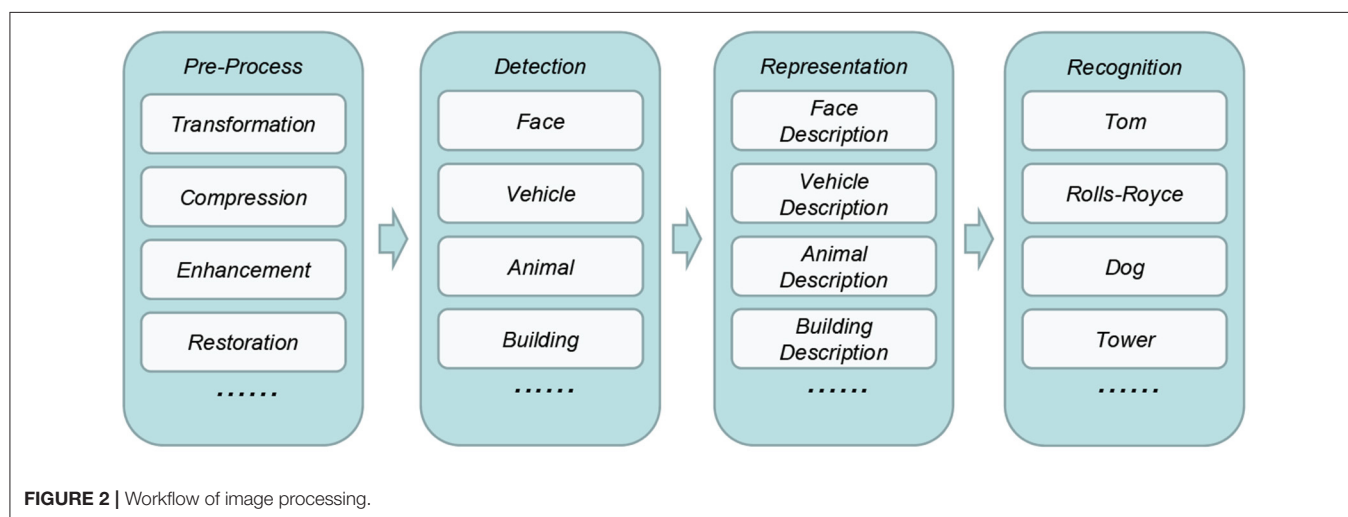 Pre-Process
Transformation
Compression
Enhancement
Restoration
......
Detection
Face
Vehicle
Animal
Building
......
Representation
Face
Description
Vehicle
Description
Animal
Description
Building
Description
......
Recognition
Tom
Rolls-Royce
Dog
Tower
......
FIGURE 2 | Workflow of image processing.